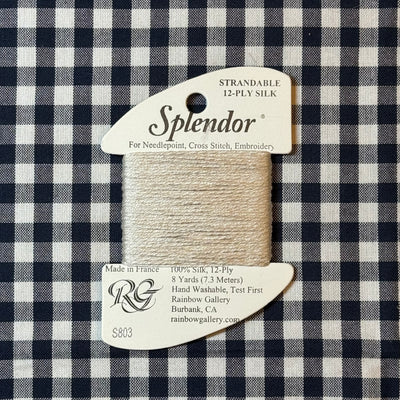 STRANDABLE
12-PLY SILK
Splendor®
For Needlepoint, Cross Stitch, Embroidery
Made in France
100% Silk, 12-Ply
8 Yards (7.3 Meters)
Hand Washable, Test First
RG
Rainbow Gallery
Burbank, CA
rainbowgallery.com
S803